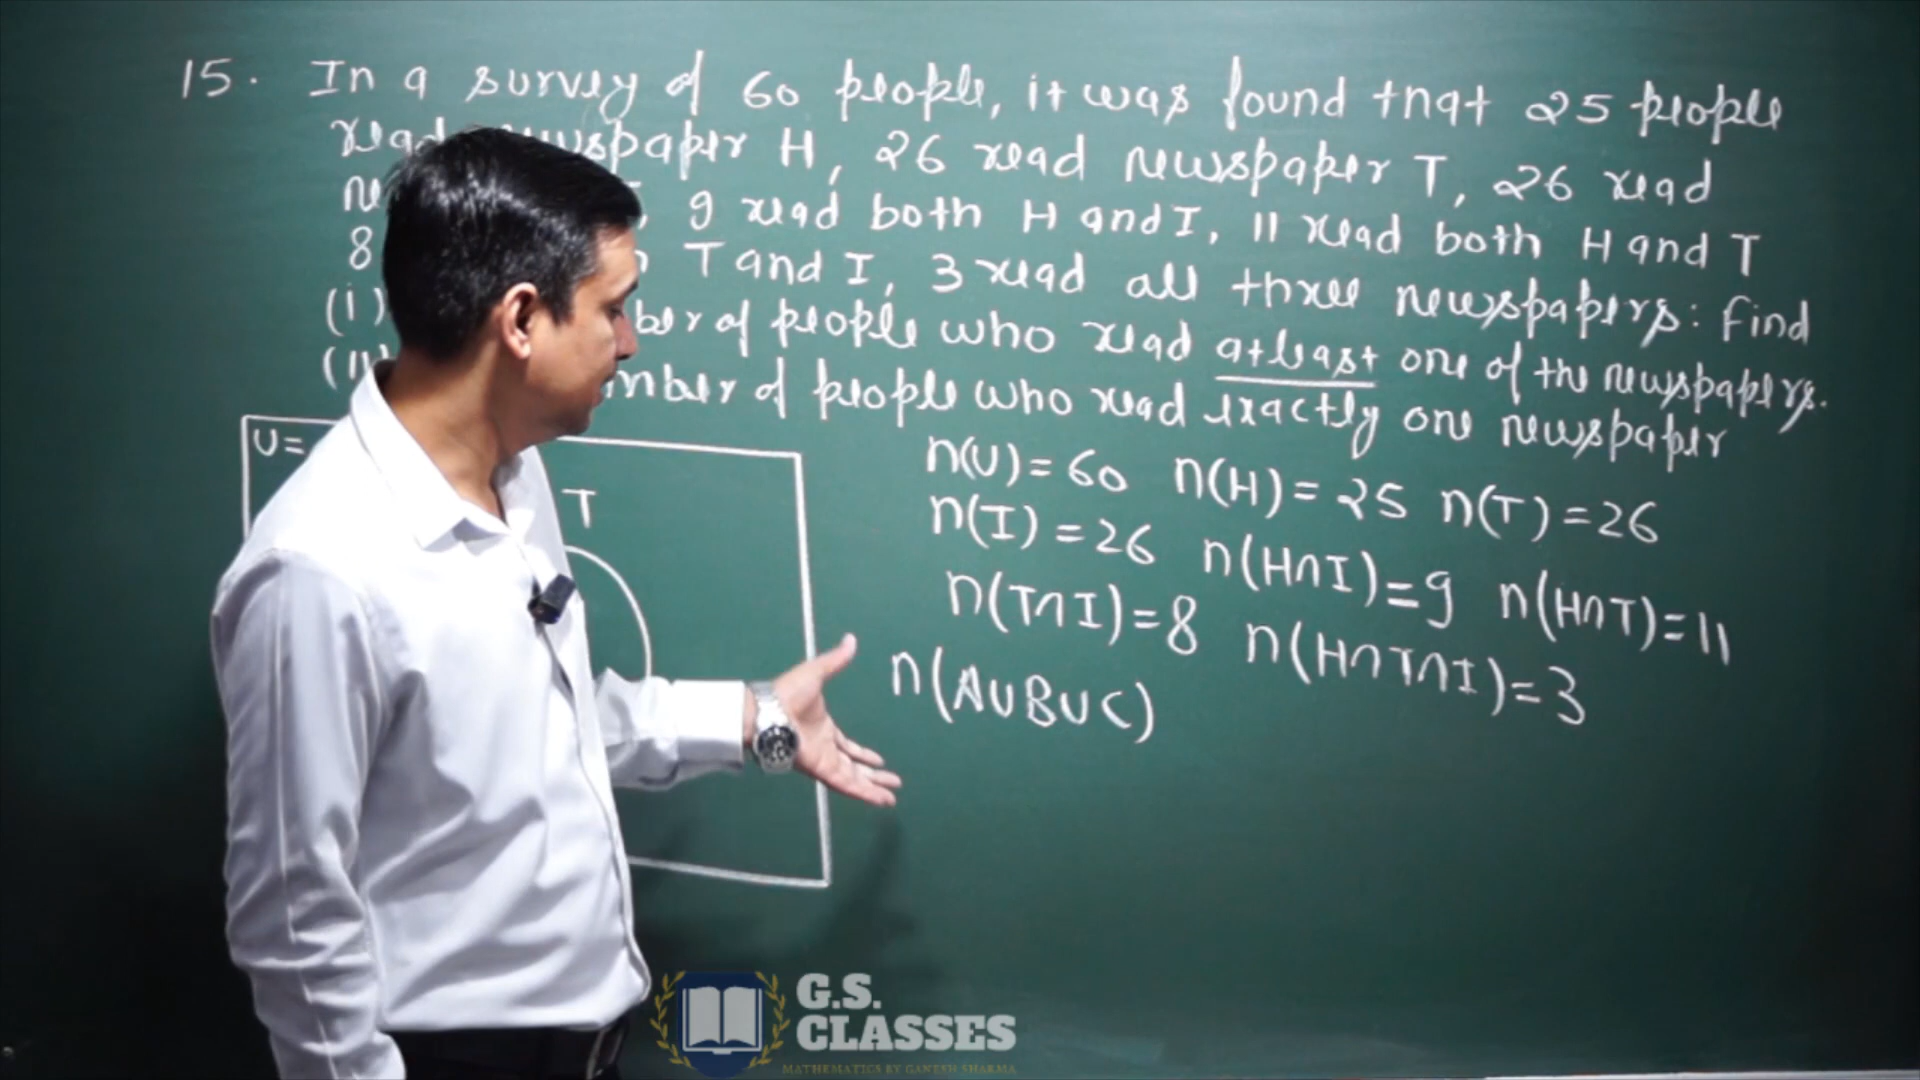 15. In a survey of 60 people, it was found that 25 people
newspaper H, 26 read newspaper T, 26 read
9 read both H and I, 11 read both H and T
8 T and I, 3 read all three newspapers: Find
(i) of people who read atleast one of the newspapers.
(ii) of people who read exactly one newspaper
U=
T
n(U)=60 n(H)=25 n(T)=26
n(I)=26 n(H∩I)=9 n(H∩T)=11
n(T∩I)=8 n(H∩T∩I)=3
n(A∪B∪C)
G.S.
CLASSES
MATHEMATICS BY GANESH SHARMA